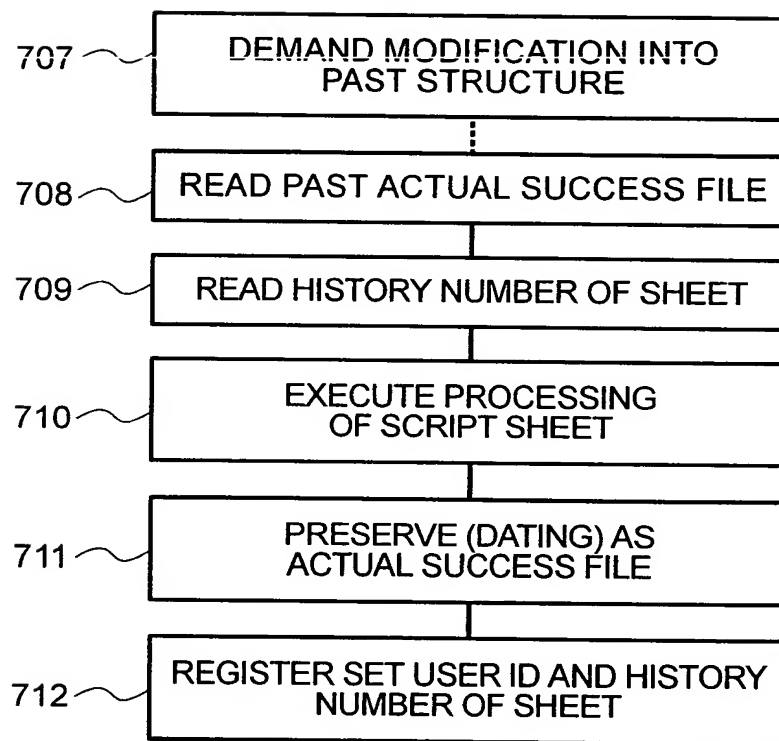 707
DEMAND MODIFICATION INTO
PAST STRUCTURE
708
READ PAST ACTUAL SUCCESS FILE
709
READ HISTORY NUMBER OF SHEET
710
EXECUTE PROCESSING
OF SCRIPT SHEET
711
PRESERVE (DATING) AS
ACTUAL SUCCESS FILE
712
REGISTER SET USER ID AND HISTORY
NUMBER OF SHEET